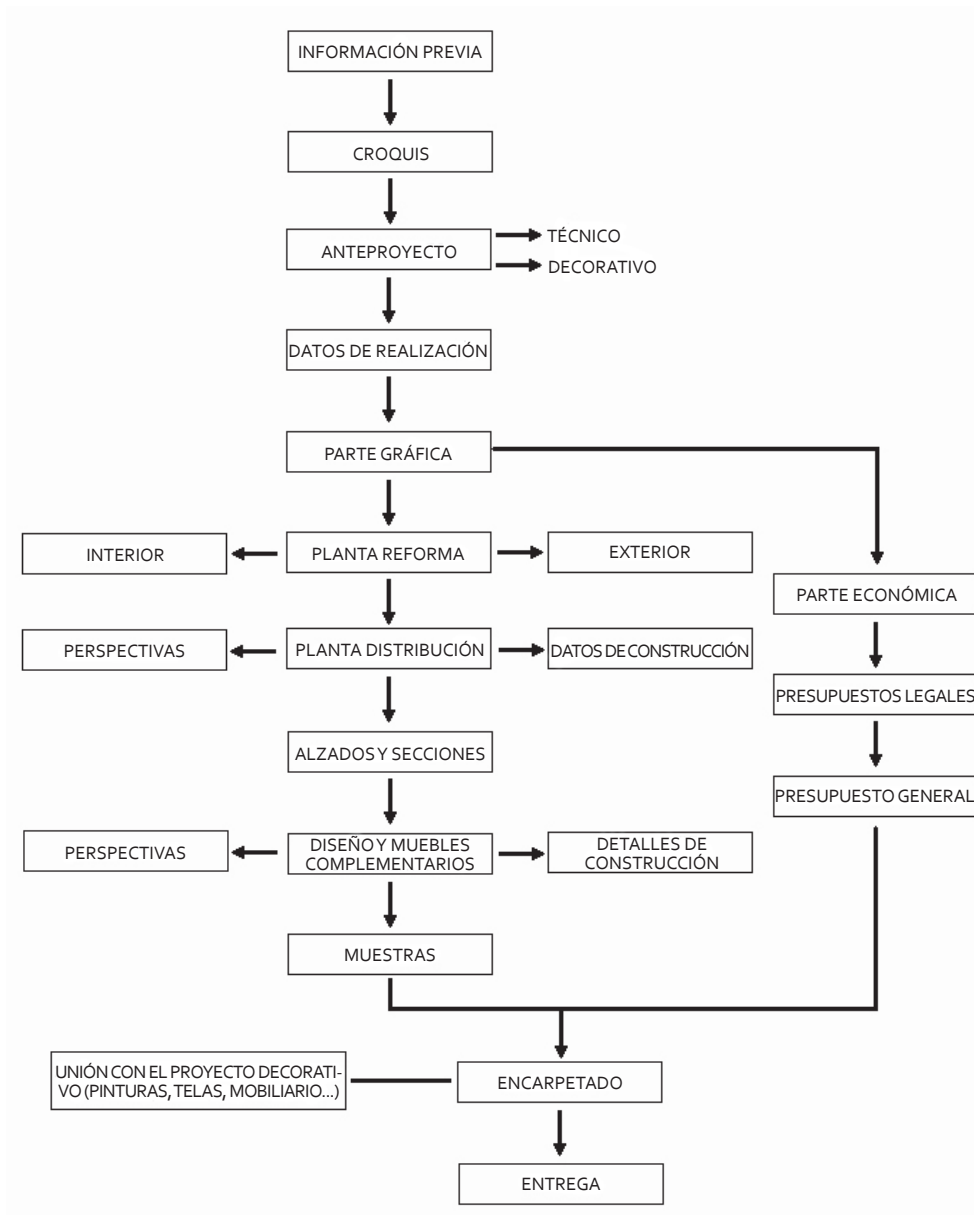 INFORMACIÓN PREVIA
CROQUIS
ANTEPROYECTO
TÉCNICO
DECORATIVO
DATOS DE REALIZACIÓN
PARTE GRÁFICA
INTERIOR
PLANTA REFORMA
EXTERIOR
PARTE ECONÓMICA
PERSPECTIVAS
PLANTA DISTRIBUCIÓN
DATOS DE CONSTRUCCIÓN
PRESUPUESTOS LEGALES
ALZADOS Y SECCIONES
PRESUPUESTO GENERAL
PERSPECTIVAS
DISEÑO Y MUEBLES
COMPLEMENTARIOS
DETALLES DE
CONSTRUCCIÓN
MUESTRAS
UNIÓN CON EL PROYECTO DECORATI-
VO (PINTURAS, TELAS, MOBILIARIO...)
ENCARPETADO
ENTREGA